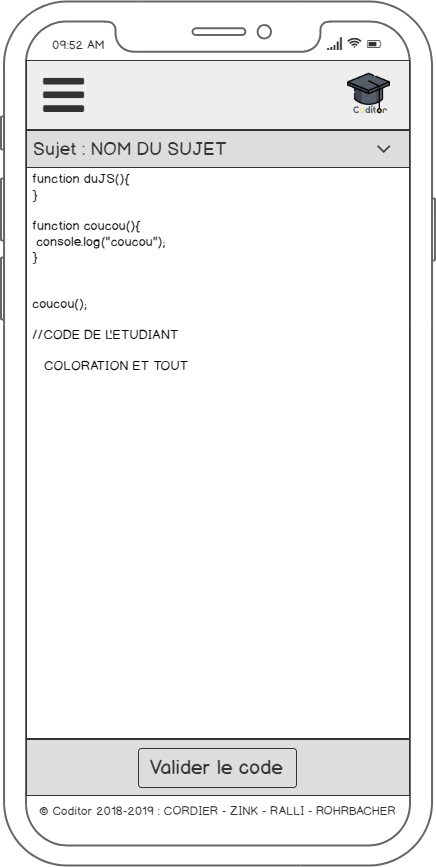 09:52 AM
Coditor
Sujet : NOM DU SUJET
function duJS(){
}
function coucou(){
console.log("coucou");
}
coucou();
//CODE DE L'ETUDIANT
COLORATION ET TOUT
Valider le code
© Coditor 2018-2019 : CORDIER - ZINK - RALLI - ROHRBACHER